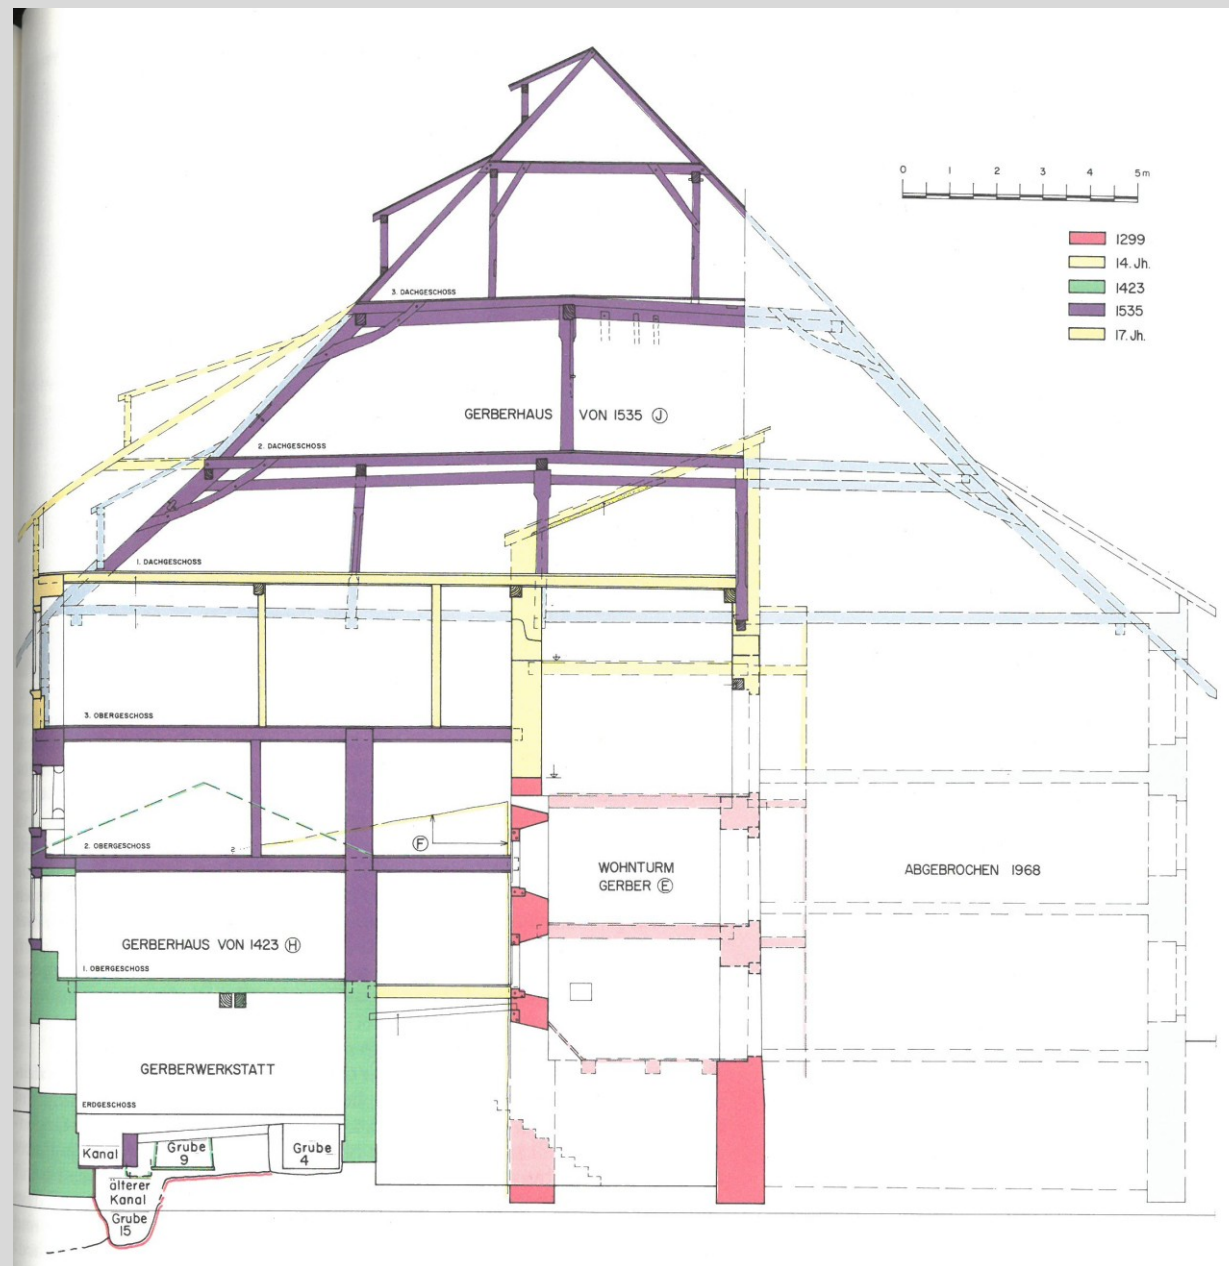 0 1 2 3 4 5 m
1299
14. Jh.
1423
1535
17. Jh.
3. DACHGESCHOSS
GERBERHAUS VON 1535 J
2. DACHGESCHOSS
1. DACHGESCHOSS
3. OBERGESCHOSS
2. OBERGESCHOSS
2
F
WOHNTURM
GERBER E
ABGEBROCHEN 1968
GERBERHAUS VON 1423 H
1. OBERGESCHOSS
GERBERWERKSTATT
ERDGESCHOSS
Kanal
Grube
9
Grube
4
älterer
Kanal
Grube
15